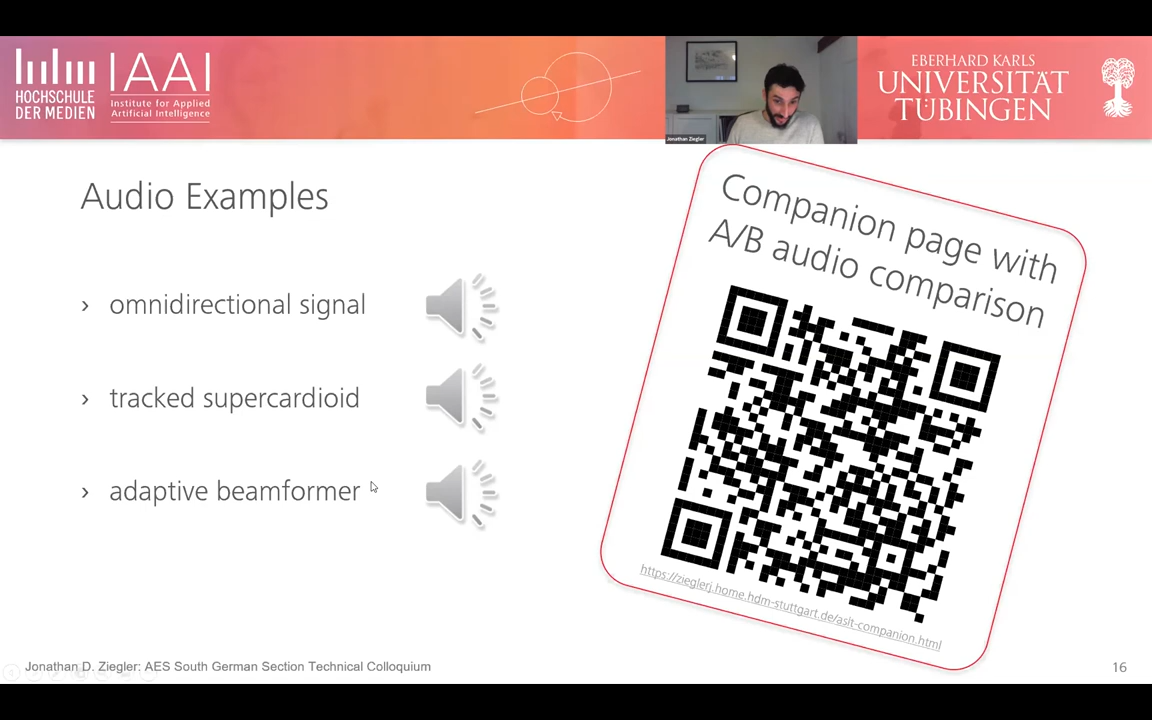 HOCHSCHULE
DER MEDIEN
IAAI
Institute for Applied
Artificial Intelligence
Jonathan Ziegler
EBERHARD KARLS
UNIVERSITÄT
TÜBINGEN
Audio Examples
› omnidirectional signal
› tracked supercardioid
› adaptive beamformer
Companion page with
A/B audio comparison
https://zieglerj.home.hdm-stuttgart.de/aslt-companion.html
Jonathan D. Ziegler: AES South German Section Technical Colloquium
16